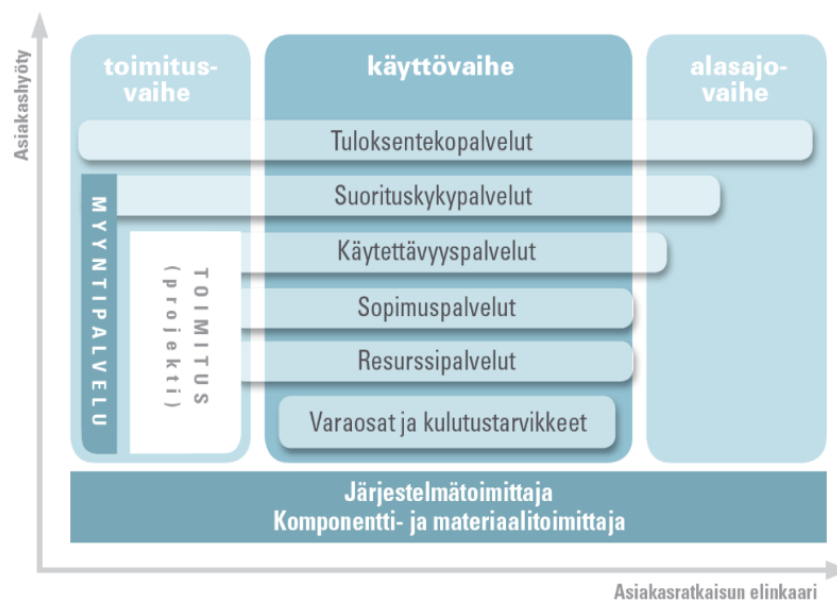 Asiakashyöty
toimitus-
vaihe
käyttövaihe
alasajo-
vaihe
Tuloksentekopalvelut
Suorituskykypalvelut
Käytettävyyspalvelut
Sopimuspalvelut
Resurssipalvelut
Varaosat ja kulutustarvikkeet
MYYNTIPALVELU
TOIMITUS
(projekti)
Järjestelmätoimittaja
Komponentti- ja materiaalitoimittaja
Asiakasratkaisun elinkaari